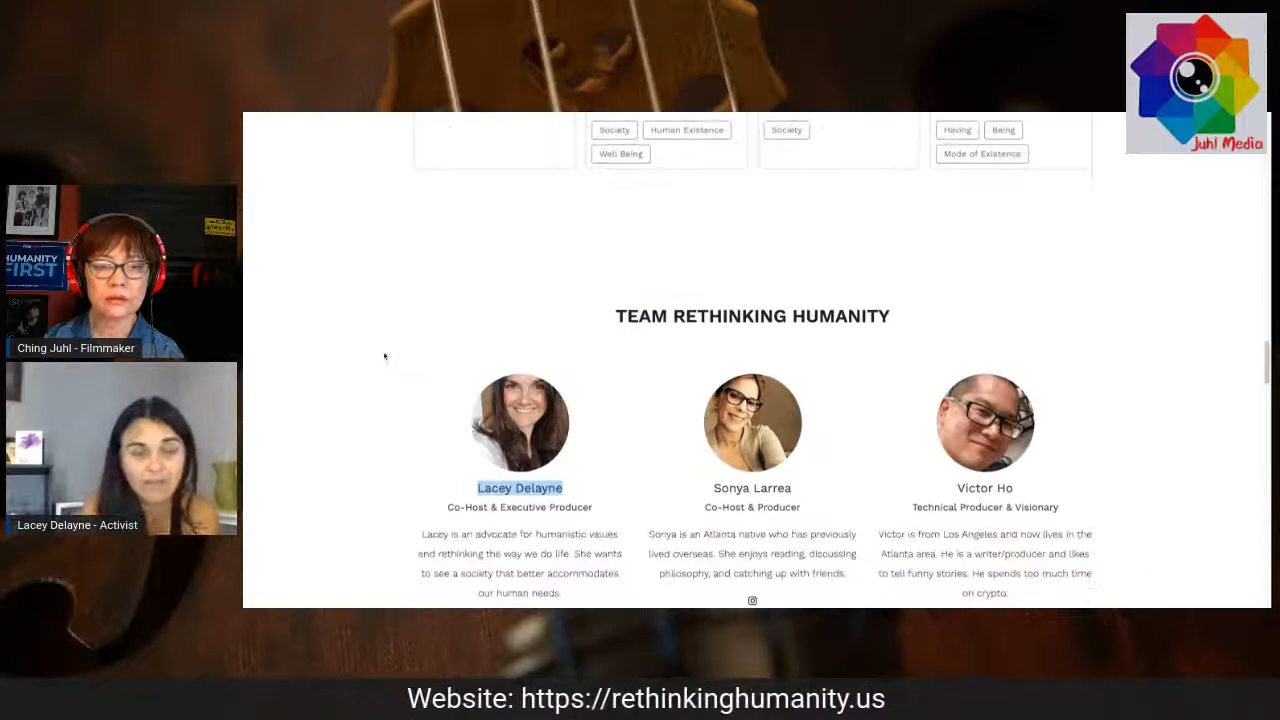 Juhl Media
Society
Human Existence
Well Being
Society
Having
Being
Mode of Existence
HUMANITY
FIRST
Ching Juhl - Filmmaker
Lacey Delayne - Activist
TEAM RETHINKING HUMANITY
Lacey Delayne
Co-Host & Executive Producer
Lacey is an advocate for humanistic values
and rethinking the way we do life. She wants
to see a society that better accommodates
our human needs.
Sonya Larrea
Co-Host & Producer
Sonya is an Atlanta native who has previously
lived overseas. She enjoys reading, discussing
philosophy, and catching up with friends.
Victor Ho
Technical Producer & Visionary
Victor is from Los Angeles and now lives in the
Atlanta area. He is a writer/producer and likes
to tell funny stories. He spends too much time
on crypto.
Website: https://rethinkinghumanity.us